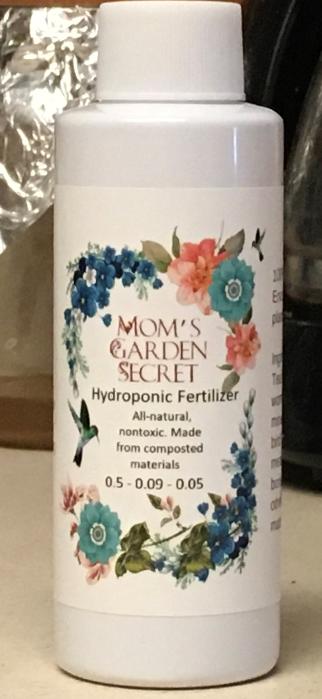 MOM'S
GARDEN
SECRET
Hydroponic Fertilizer
All-natural,
nontoxic. Made
from composted
materials
0.5 - 0.09 - 0.05